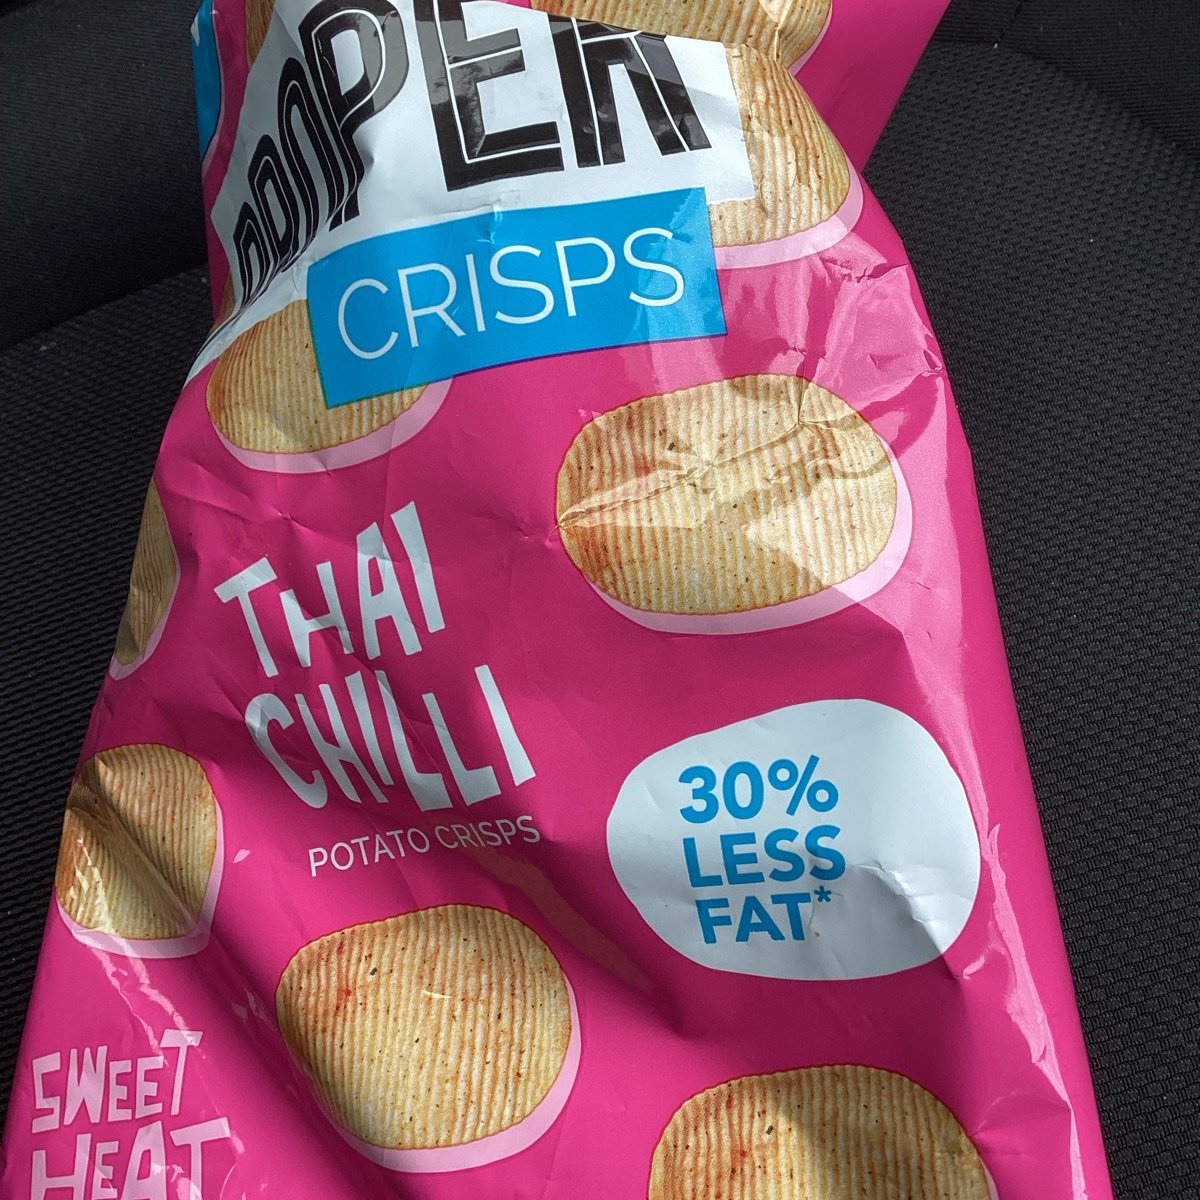 CRISPS
THAI
CHILLI
POTATO CRISPS
30%
LESS
FAT*
SWEET
HEAT